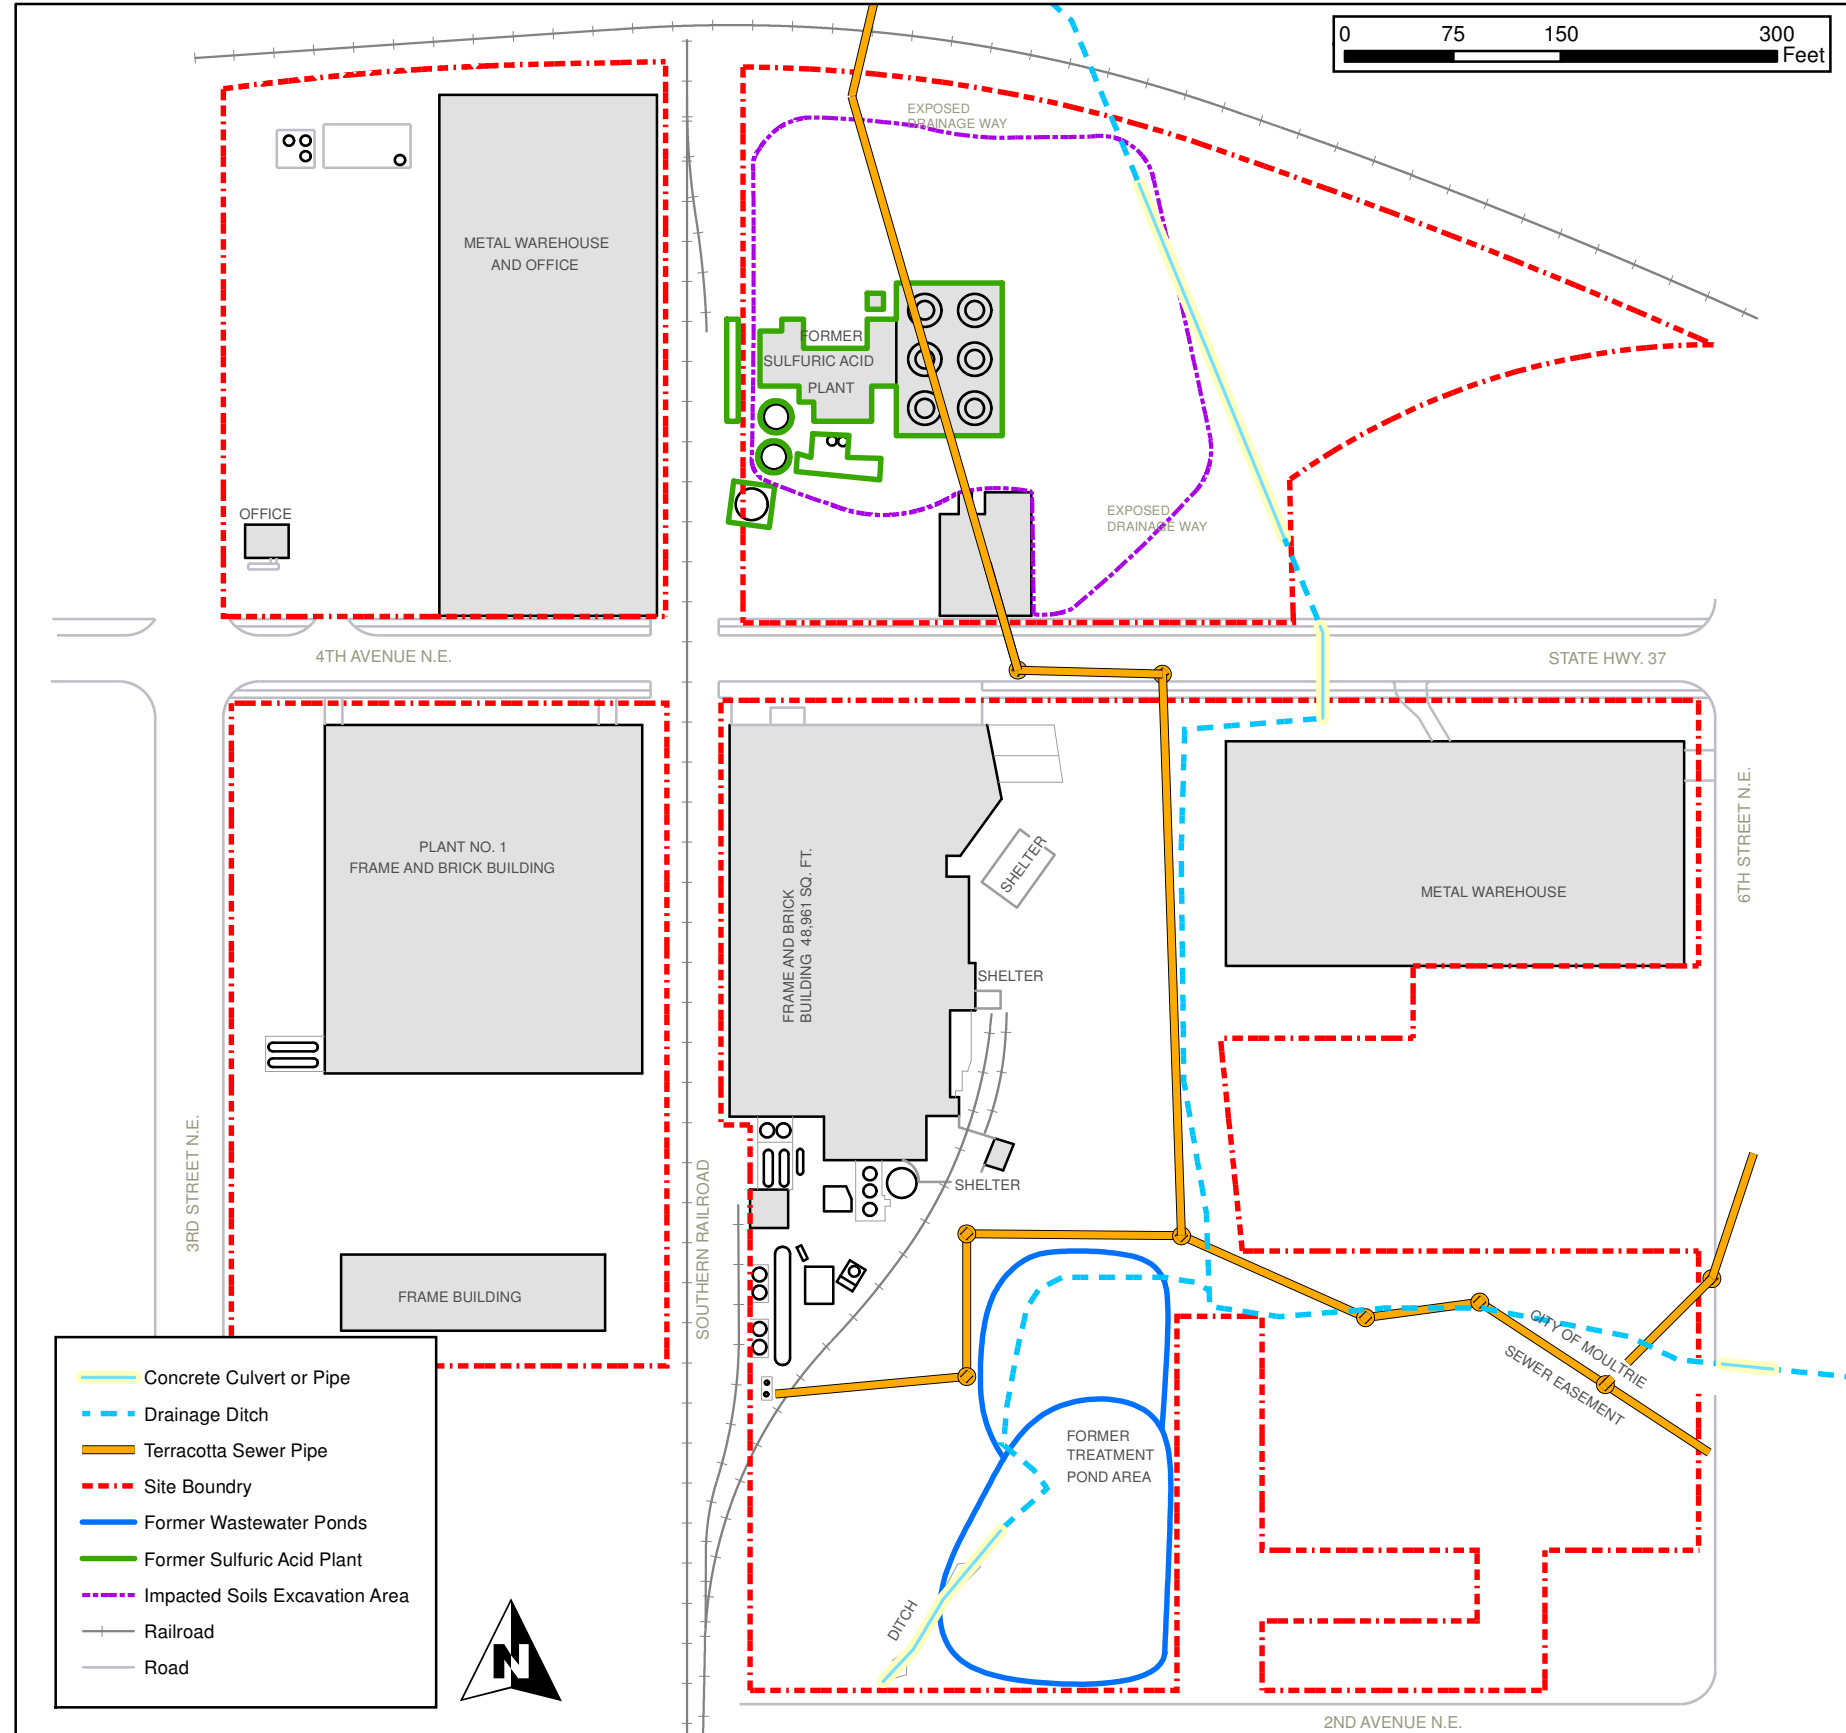 0 75 150 300
Feet
EXPOSED
DRAINAGE WAY
METAL WAREHOUSE
AND OFFICE
FORMER
SULFURIC ACID
PLANT
OFFICE
EXPOSED
DRAINAGE WAY
4TH AVENUE N.E.
STATE HWY. 37
PLANT NO. 1
FRAME AND BRICK BUILDING
FRAME AND BRICK
BUILDING 48,961 SQ. FT.
SHELTER
METAL WAREHOUSE
6TH STREET N.E.
SHELTER
3RD STREET N.E.
SOUTHERN RAILROAD
SHELTER
FRAME BUILDING
CITY OF MOULTRIE
SEWER EASEMENT
FORMER
TREATMENT
POND AREA
DITCH
Concrete Culvert or Pipe
Drainage Ditch
Terracotta Sewer Pipe
Site Boundry
Former Wastewater Ponds
Former Sulfuric Acid Plant
Impacted Soils Excavation Area
Railroad
Road
N
2ND AVENUE N.E.